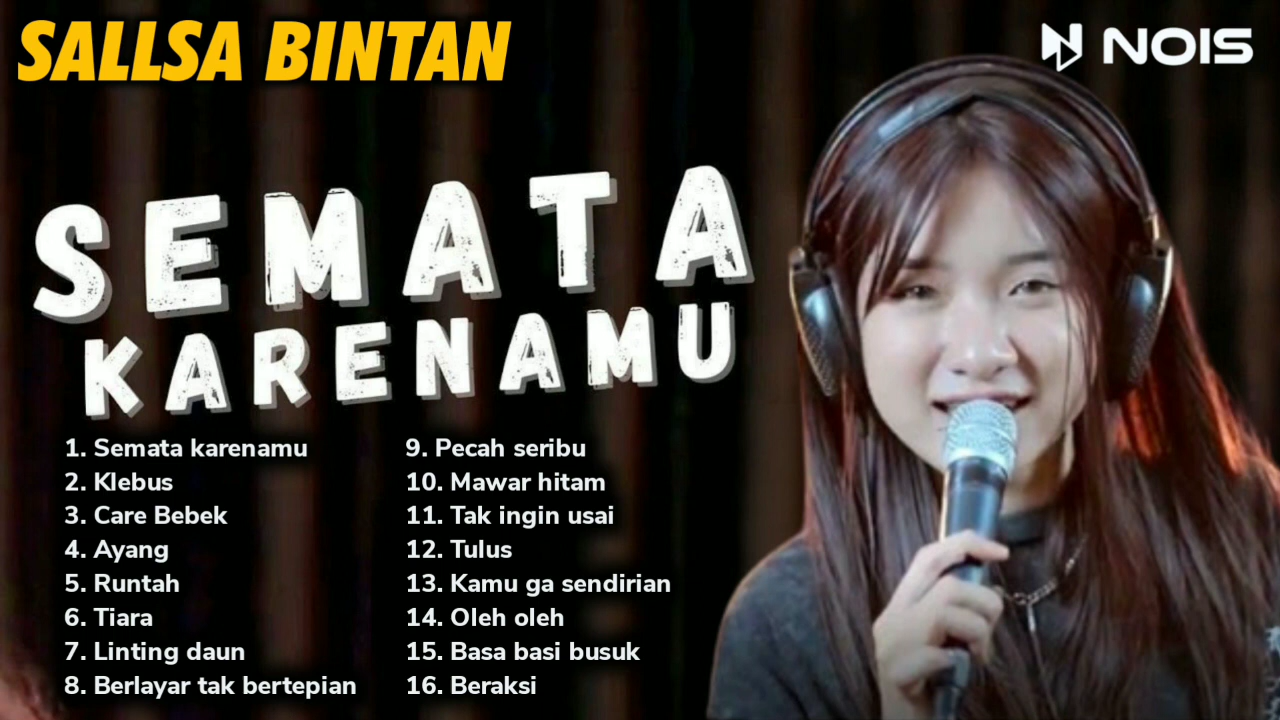 SALLSA BINTAN
NOIS
SEMATA
KARENAMU
1. Semata karenamu
2. Klebus
3. Care Bebek
4. Ayang
5. Runtah
6. Tiara
7. Linting daun
8. Berlayar tak bertepian
9. Pecah seribu
10. Mawar hitam
11. Tak ingin usai
12. Tulus
13. Kamu ga sendirian
14. Oleh oleh
15. Basa basi busuk
16. Beraksi